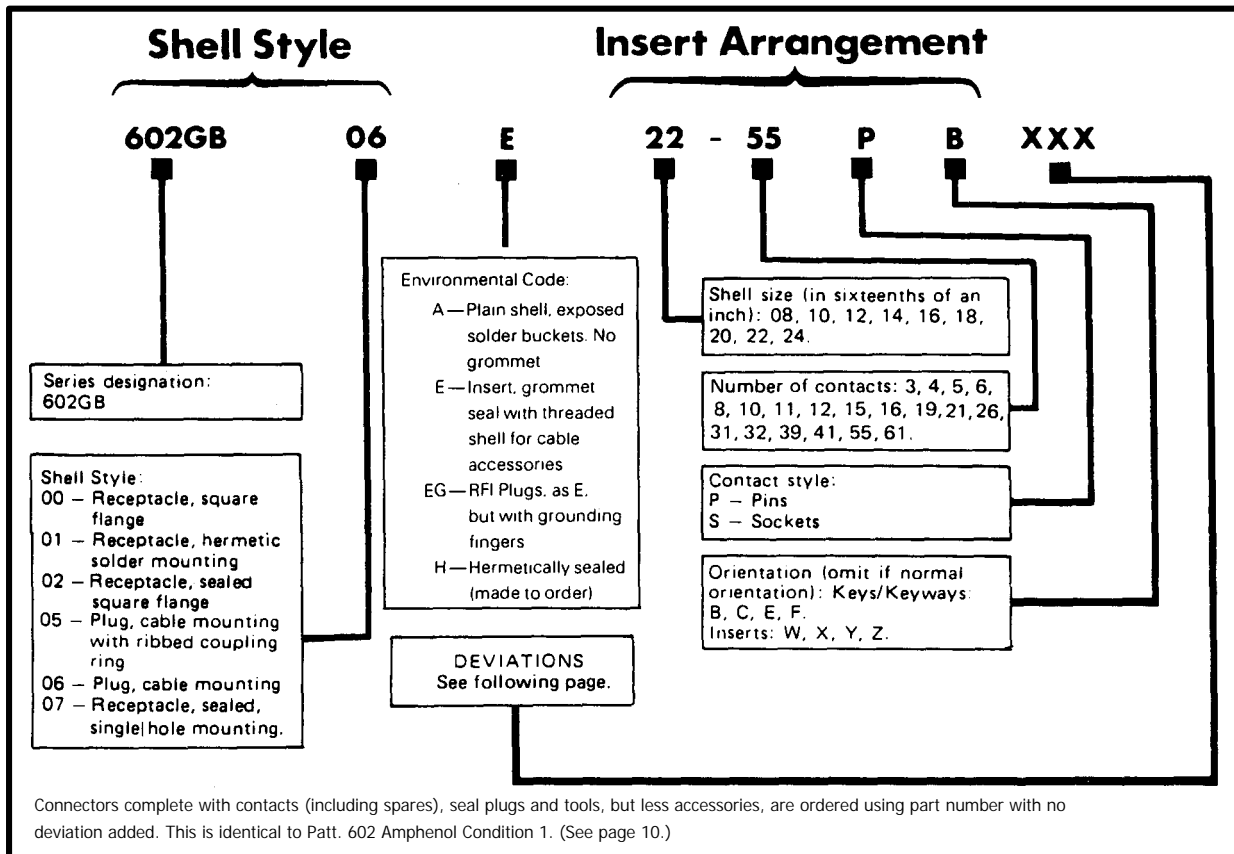 Shell Style
Insert Arrangement
602GB 06 E 22 - 55 P B XXX
Series designation:
602GB
Shell Style:
00 – Receptacle, square
flange
01 – Receptacle, hermetic
solder mounting
02 – Receptacle, sealed
square flange
05 – Plug, cable mounting
with ribbed coupling
ring
06 – Plug, cable mounting
07 – Receptacle, sealed,
single hole mounting.
Environmental Code:
A — Plain shell, exposed
solder buckets. No
grommet
E — Insert, grommet
seal with threaded
shell for cable
accessories
EG — RFI Plugs, as E.
but with grounding
fingers
H — Hermetically sealed
(made to order)
DEVIATIONS
See following page.
Shell size (in sixteenths of an
inch): 08, 10, 12, 14, 16, 18,
20, 22, 24.
Number of contacts: 3, 4, 5, 6,
8, 10, 11, 12, 15, 16, 19, 21, 26,
31, 32, 39, 41, 55, 61.
Contact style:
P – Pins
S – Sockets
Orientation (omit if normal
orientation): Keys/Keyways:
B, C, E, F.
Inserts: W, X, Y, Z.
Connectors complete with contacts (including spares), seal plugs and tools, but less accessories, are ordered using part number with no
deviation added. This is identical to Patt. 602 Amphenol Condition 1. (See page 10.)